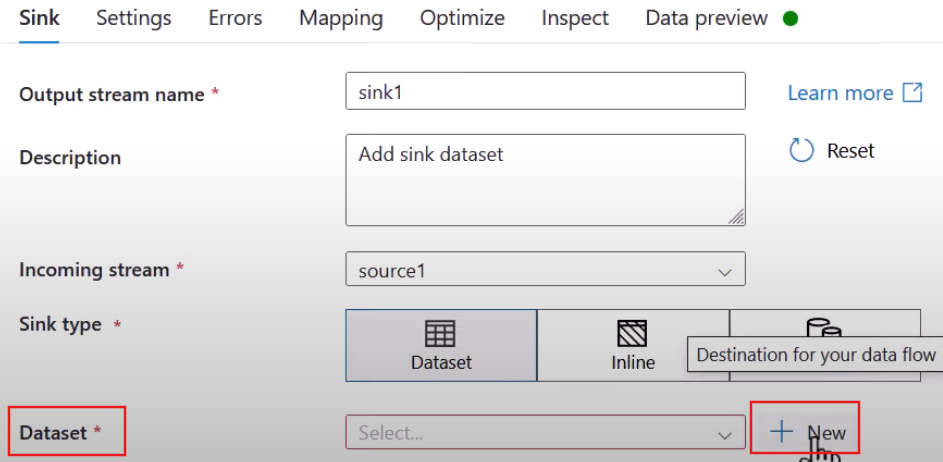 Sink Settings Errors Mapping Optimize Inspect Data preview
Output stream name * sink1 Learn more
Description Add sink dataset Reset
Incoming stream * source1
Sink type *
Dataset Inline Destination for your data flow
Dataset * Select... + New